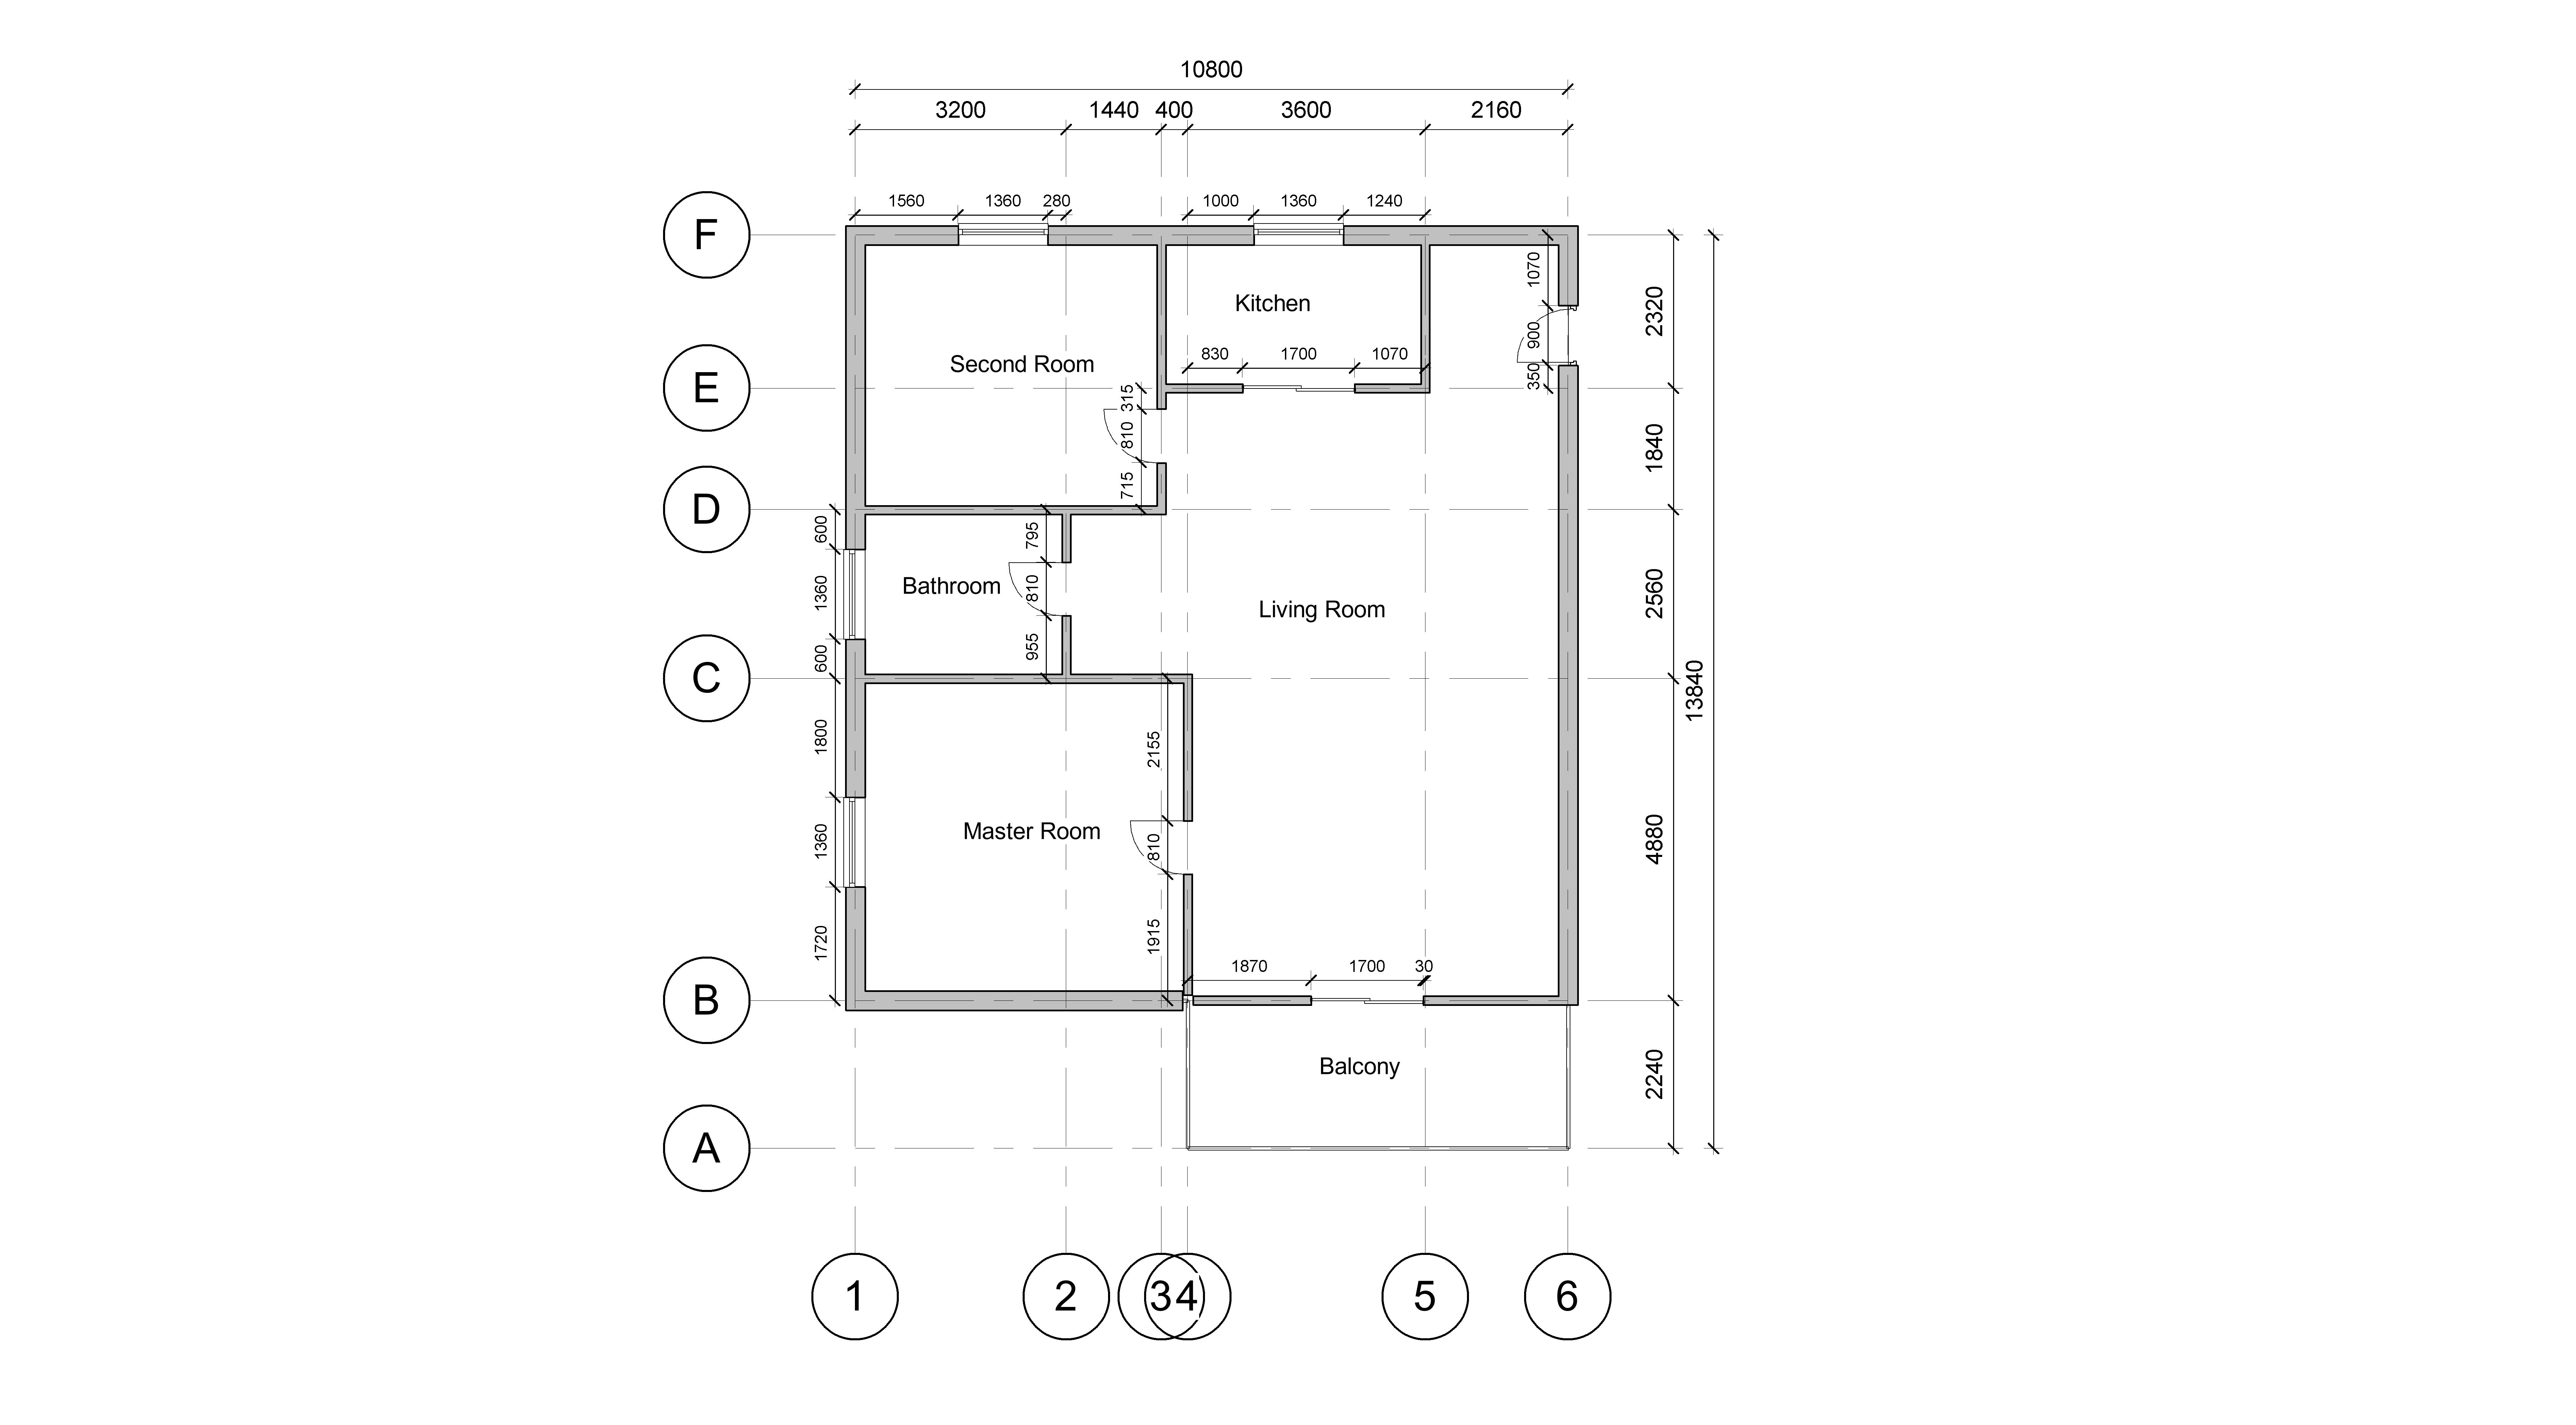 10800
3200 1440 400 3600 2160
1560 1360 280 1000 1360 1240
F
1070
2320
Kitchen
900
830 1700 1070
Second Room
350
E
315
810
1840
715
D
600
795
1360
Bathroom
810
2560
Living Room
600
955
C
13840
1800
2155
Master Room
1360
810
4880
1720
1915
1870 1700 30
B
Balcony
2240
A
1 2 3 4 5 6